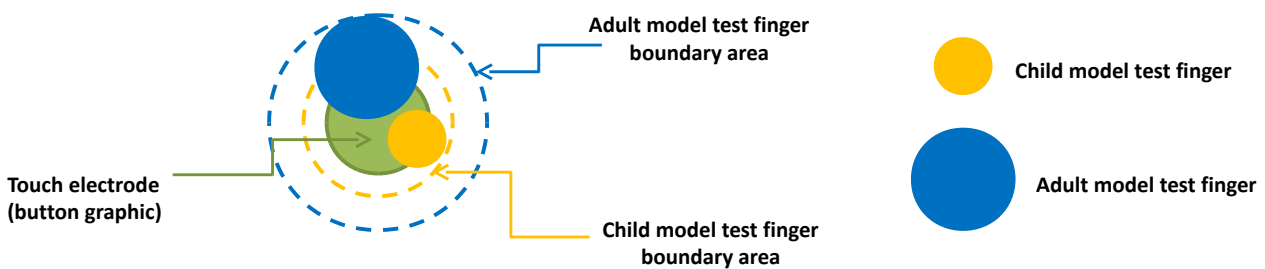 Adult model test finger
boundary area
Child model test finger
Touch electrode
(button graphic)
Adult model test finger
Child model test finger
boundary area